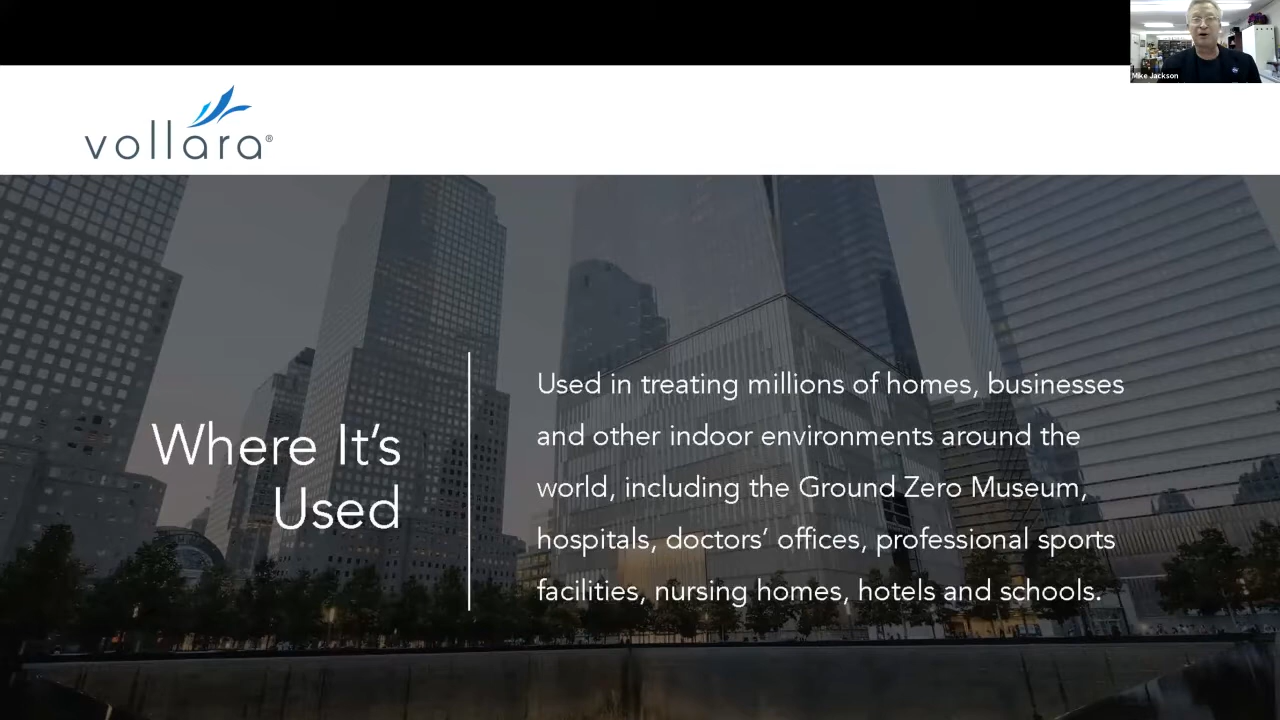 Mike Jackson
vollara®
Where It's
Used
Used in treating millions of homes, businesses
and other indoor environments around the
world, including the Ground Zero Museum,
hospitals, doctors' offices, professional sports
facilities, nursing homes, hotels and schools.